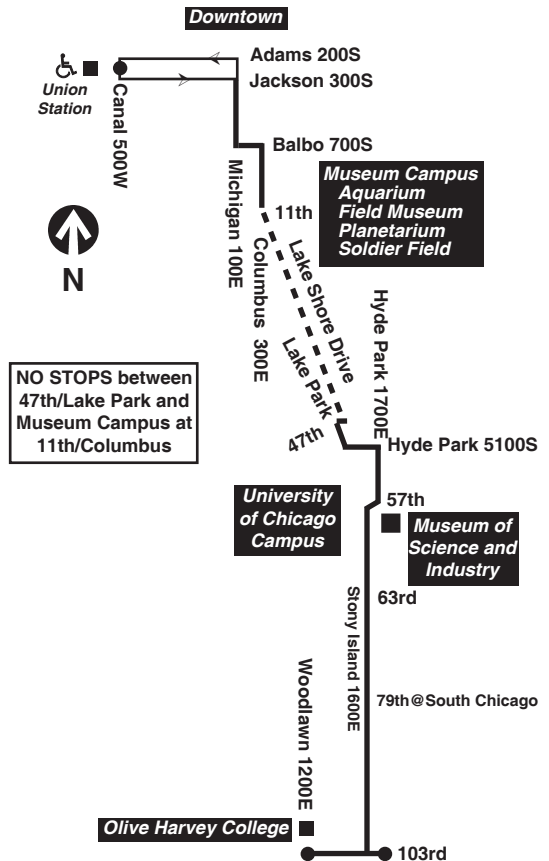 Downtown
Adams 200S
Jackson 300S
Union
Station
Canal 500W
Balbo 700S
Michigan 100E
Museum Campus
Aquarium
Field Museum
Planetarium
Soldier Field
11th
N
Columbus 300E
Lake Shore Drive
Lake Park
Hyde Park 1700E
NO STOPS between
47th/Lake Park and
Museum Campus at
11th/Columbus
47th
Hyde Park 5100S
University
of Chicago
Campus
57th
Museum of
Science and
Industry
63rd
Stony Island 1600E
79th@South Chicago
Woodlawn 1200E
Olive Harvey College
103rd